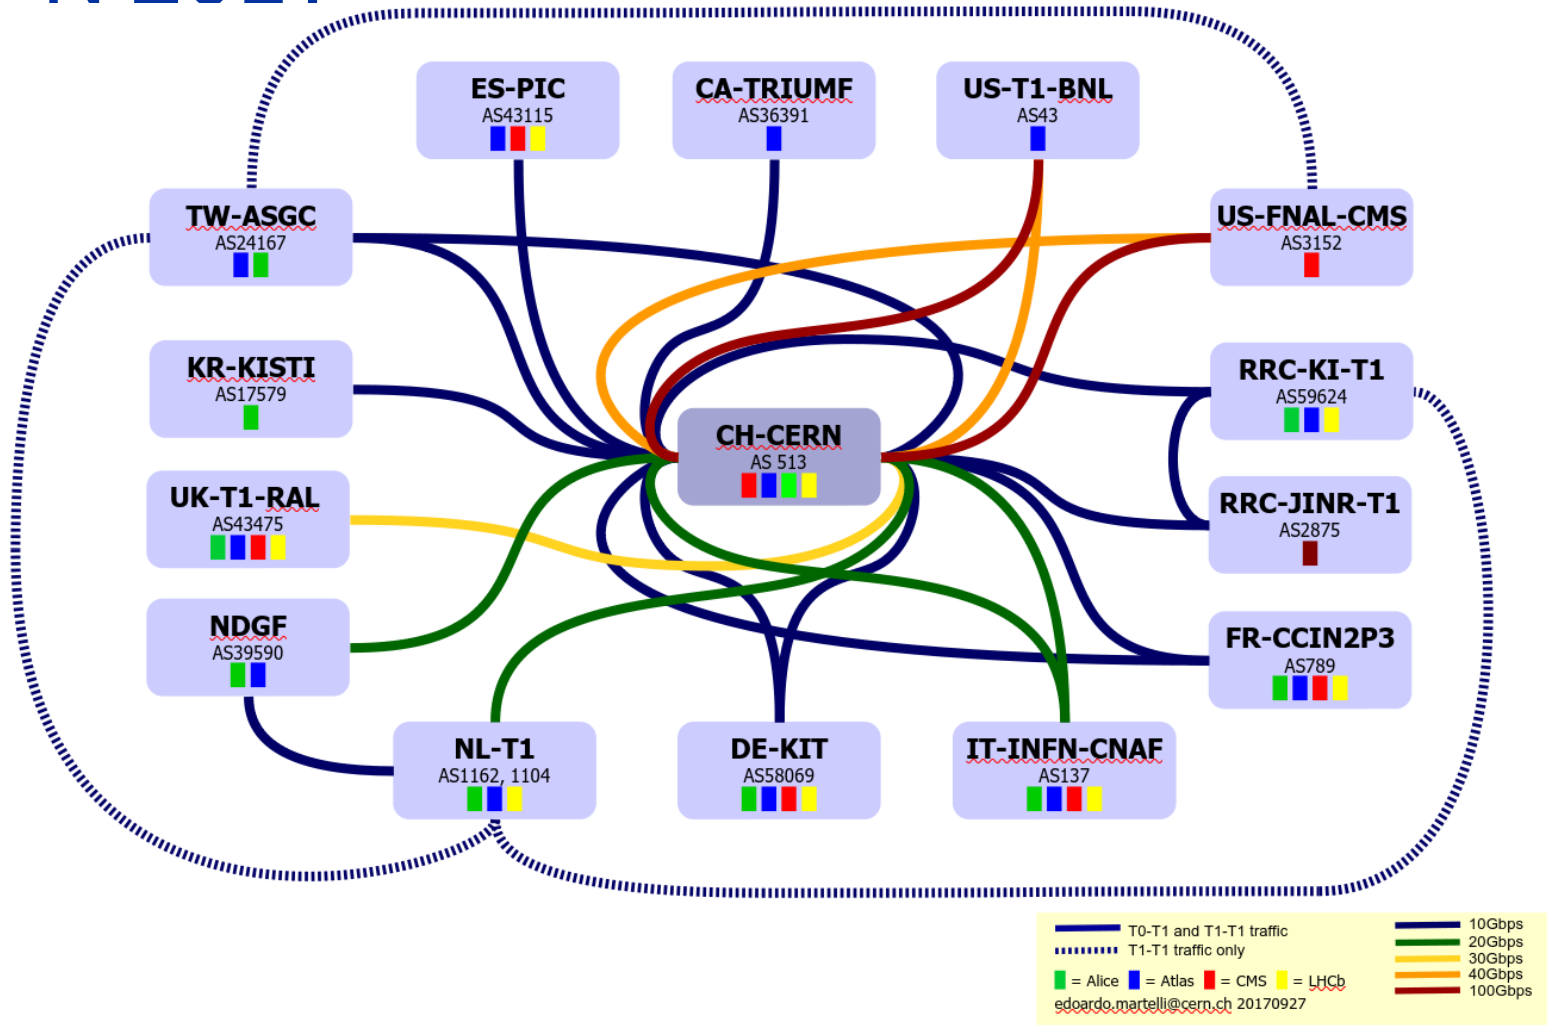 ES-PIC
AS43115
CA-TRIUMF
AS36391
US-T1-BNL
AS43
TW-ASGC
AS24167
US-FNAL-CMS
AS3152
KR-KISTI
AS17579
RRC-KI-T1
AS59624
CH-CERN
AS 513
UK-T1-RAL
AS43475
RRC-JINR-T1
AS2875
NDGF
AS39590
FR-CCIN2P3
AS789
NL-T1
AS1162, 1104
DE-KIT
AS58069
IT-INFN-CNAF
AS137
T0-T1 and T1-T1 traffic
T1-T1 traffic only
= Alice = Atlas = CMS = LHCb
edoardo.martelli@cern.ch 20170927
10Gbps
20Gbps
30Gbps
40Gbps
100Gbps